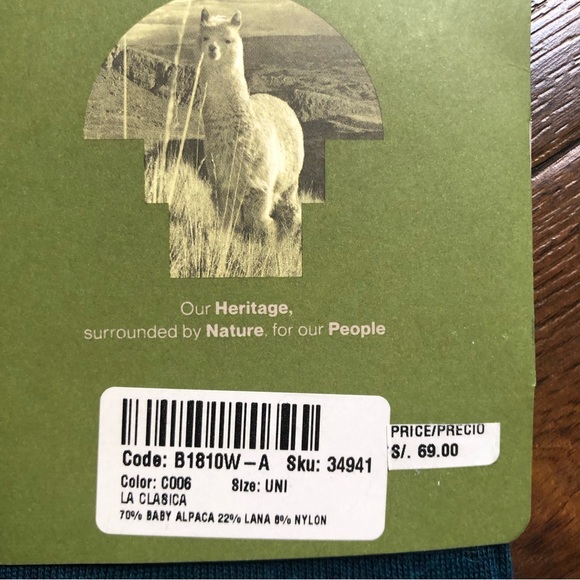 Our Heritage,
surrounded by Nature, for our People
Code: B1810W-A Sku: 34941
Color: C006 Size: UNI
LA CLASICA
70% BABY ALPACA 22% LANA 8% NYLON
PRICE/PRECIO
S/. 69.00